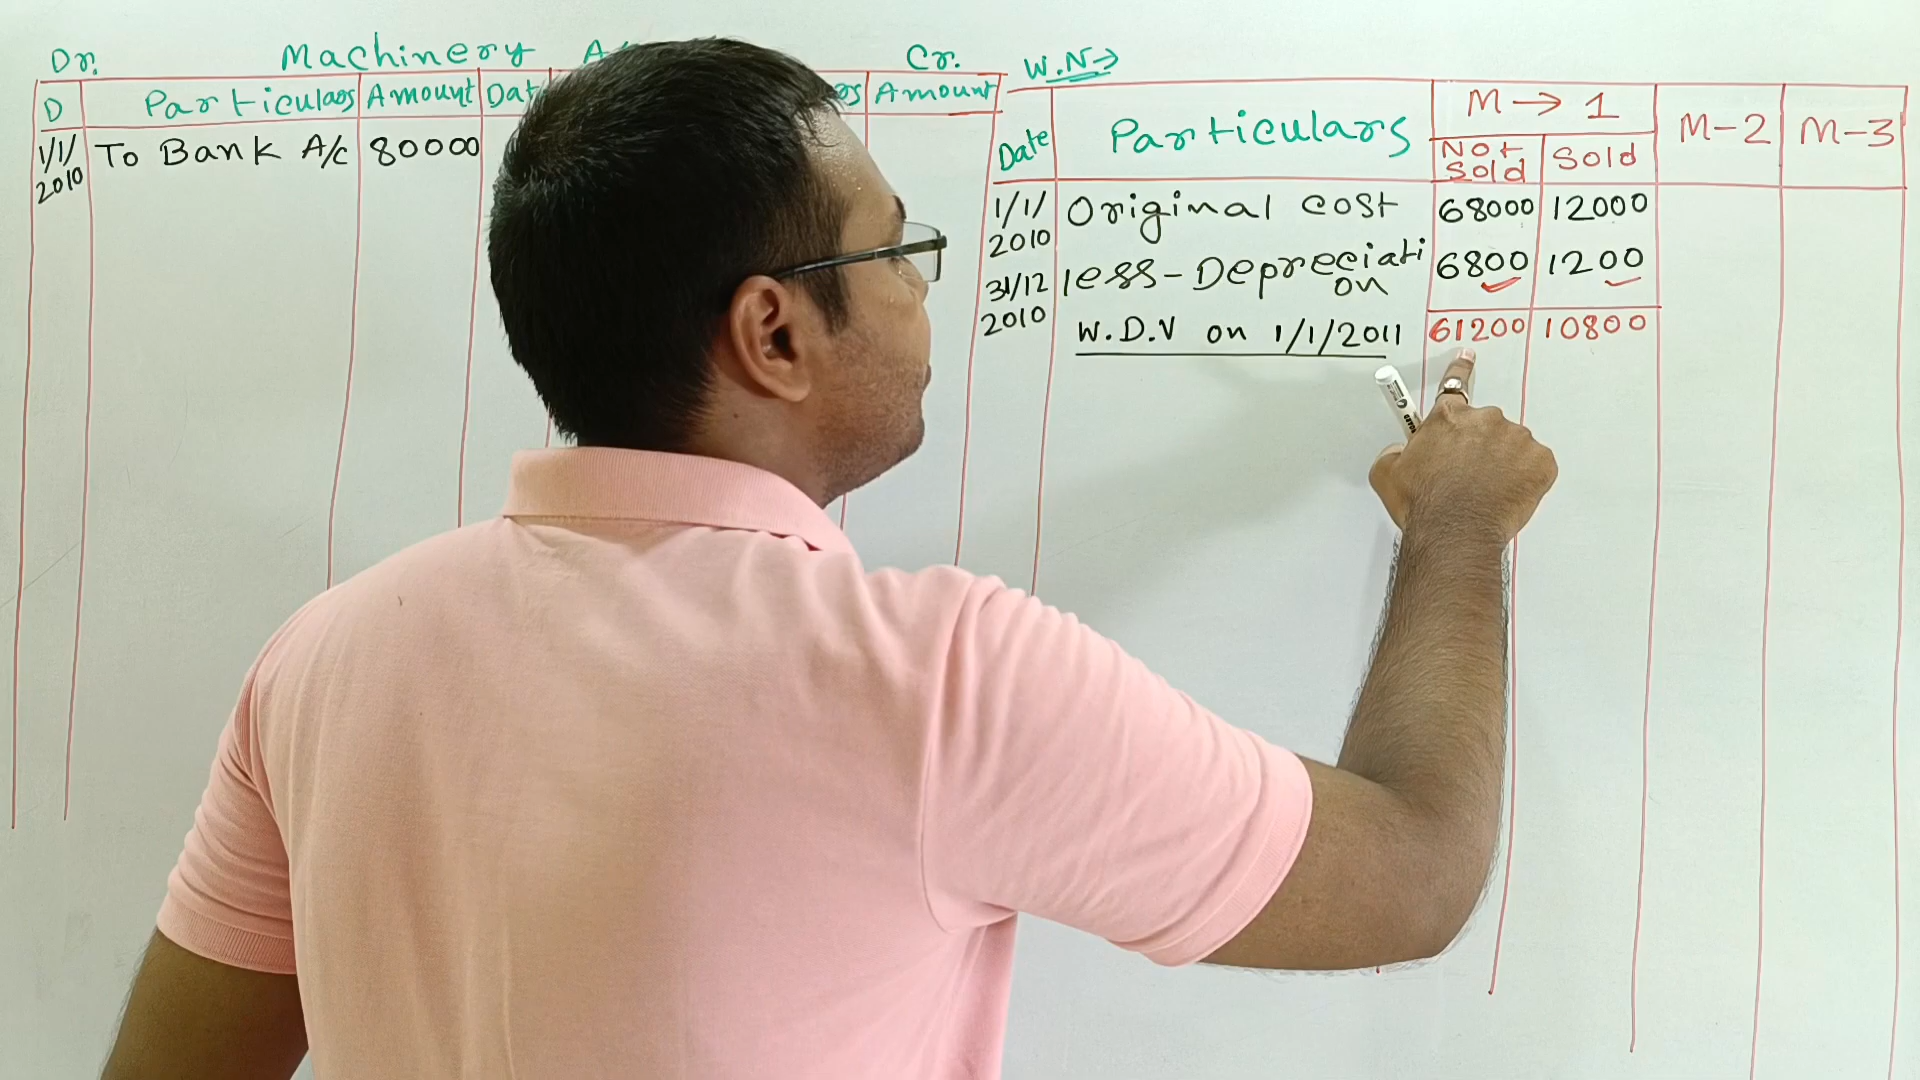 Dr. Machinery Cr.
D Particulars Amount Amount
1/1/2010 To Bank A/c 80000
W.N→
Date Particulars M → 1 M-2 M-3
Not Sold Sold
1/1/2010 Original cost 68000 12000
31/12 2010 less-Depreciation 6800 1200
W.D.V on 1/1/2011 61200 10800